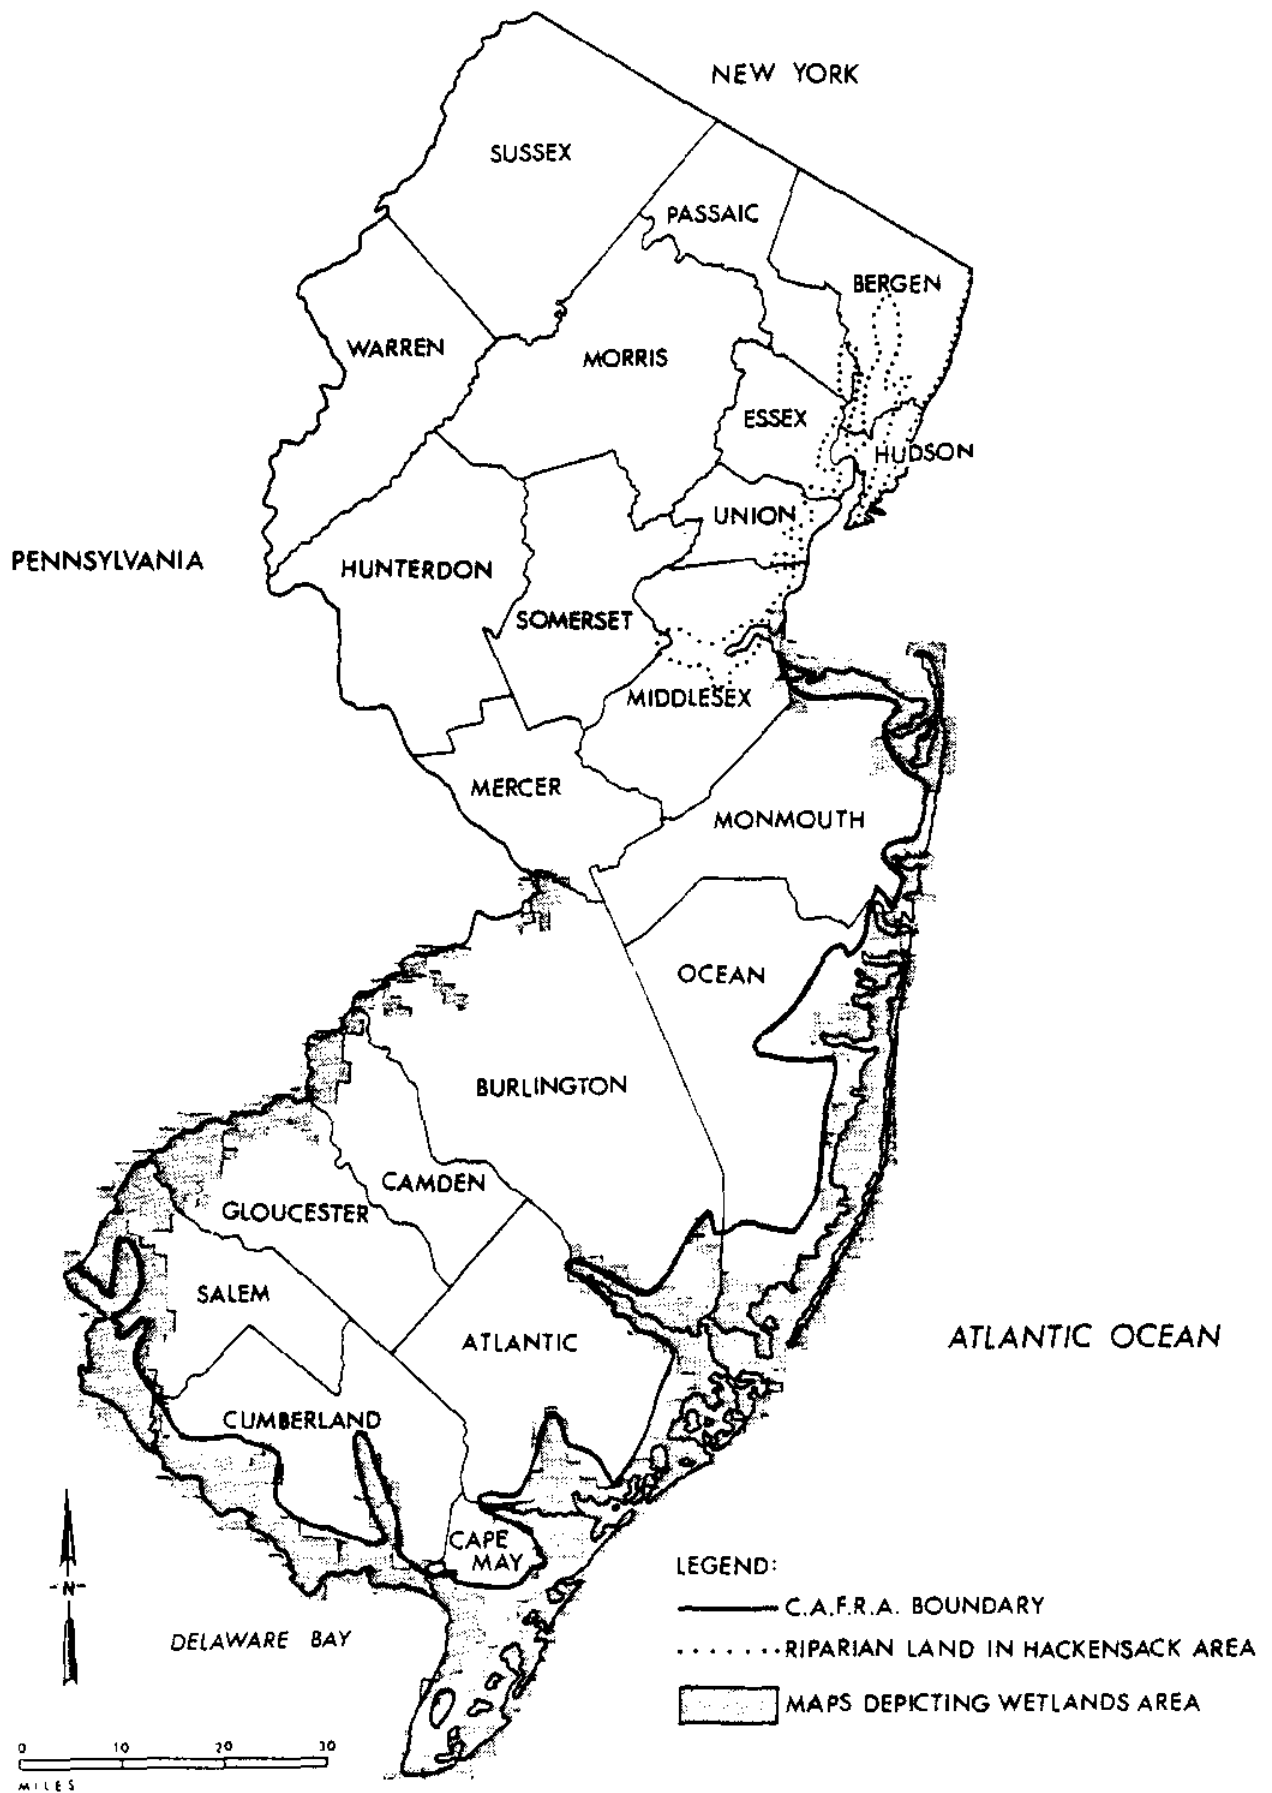 NEW YORK
SUSSEX
PASSAIC
BERGEN
WARREN
MORRIS
ESSEX
HUDSON
UNION
PENNSYLVANIA
HUNTERDON
SOMERSET
MIDDLESEX
MERCER
MONMOUTH
OCEAN
BURLINGTON
CAMDEN
GLOUCESTER
SALEM
ATLANTIC
ATLANTIC OCEAN
CUMBERLAND
CAPE
MAY
-N-
DELAWARE BAY
LEGEND:
C.A.F.R.A. BOUNDARY
RIPARIAN LAND IN HACKENSACK AREA
MAPS DEPICTING WETLANDS AREA
0 10 20 30
MILES